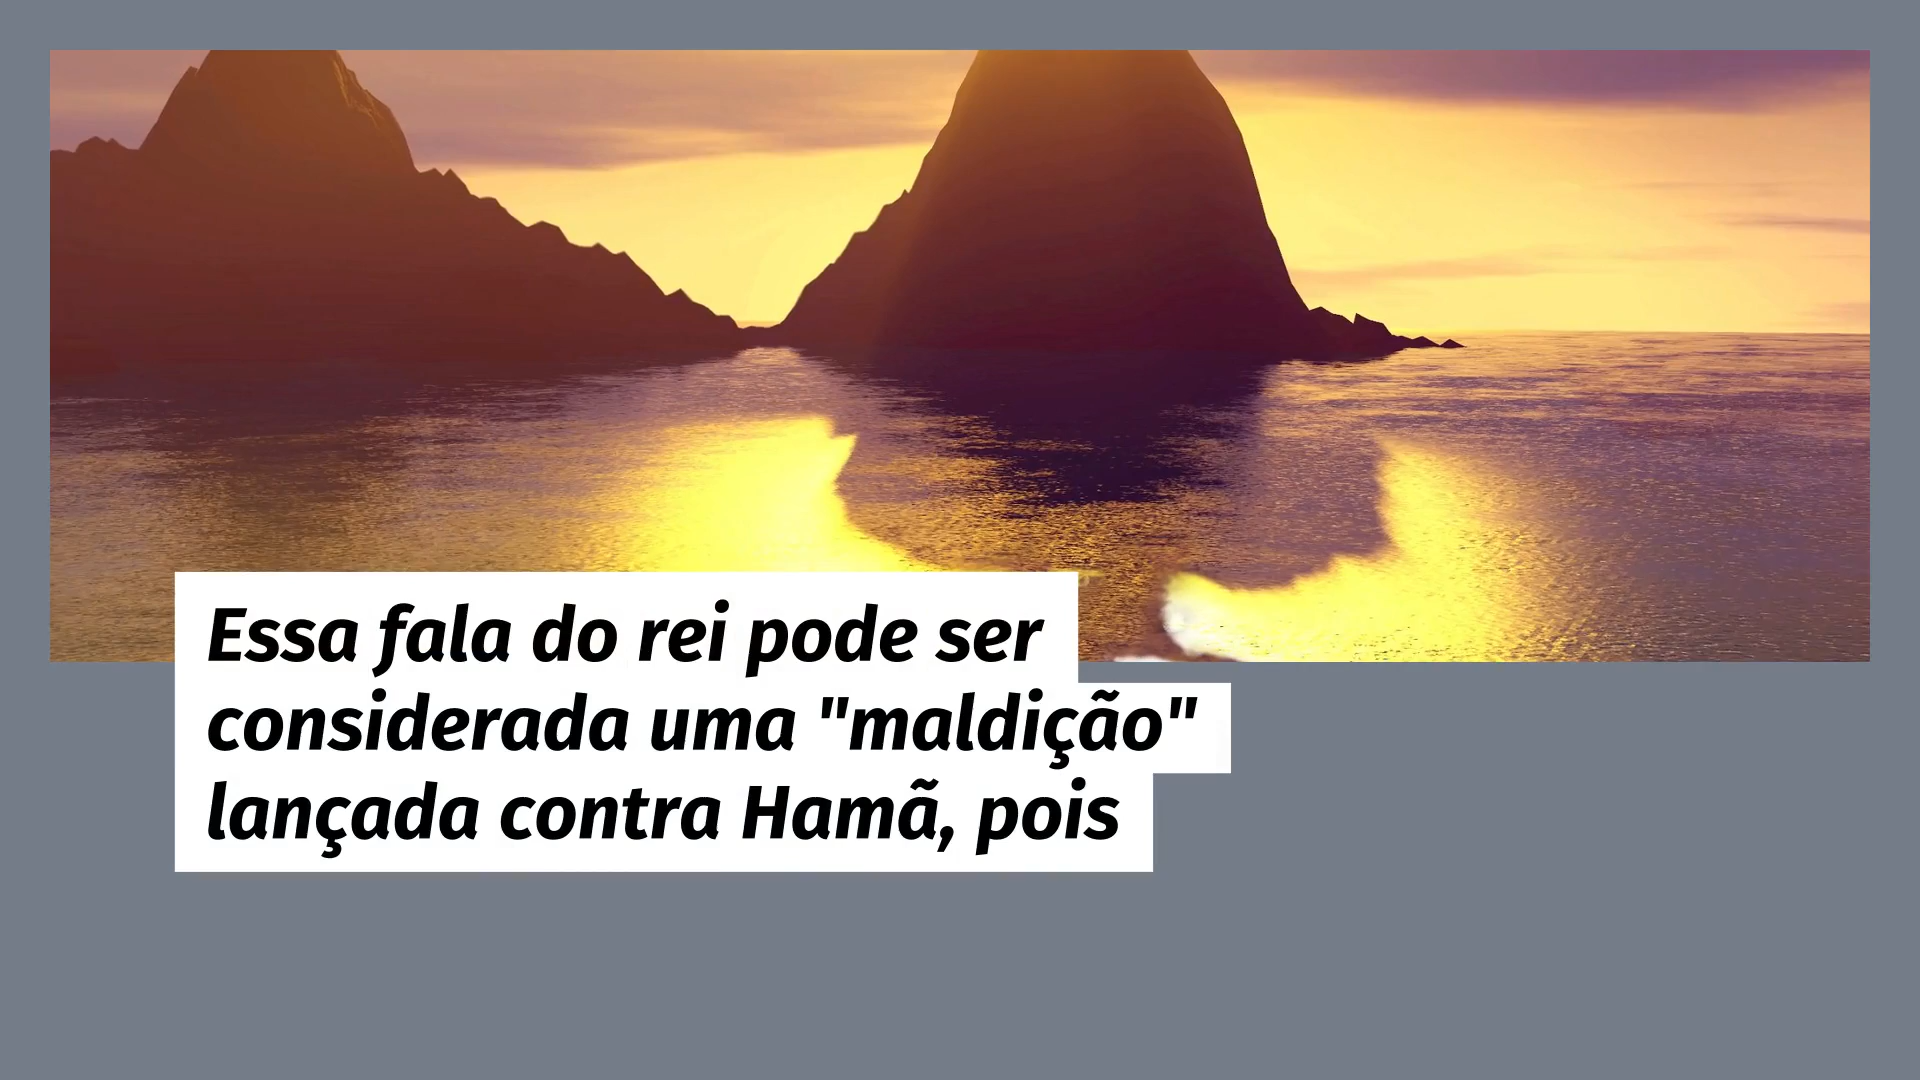 Essa fala do rei pode ser
considerada uma "maldição"
lançada contra Hamã, pois